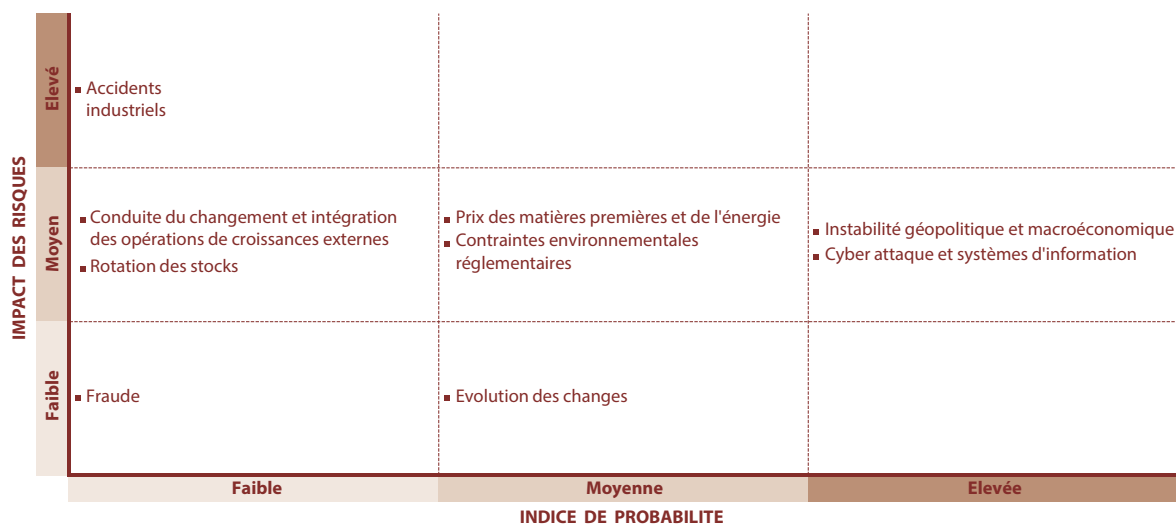 IMPACT DES RISQUES
Elevé
Accidents
industriels
Moyen
Conduite du changement et intégration
des opérations de croissances externes
Rotation des stocks
Prix des matières premières et de l'énergie
Contraintes environnementales
réglementaires
Instabilité géopolitique et macroéconomique
Cyber attaque et systèmes d'information
Faible
Fraude
Evolution des changes
Faible
Moyenne
Elevée
INDICE DE PROBABILITE